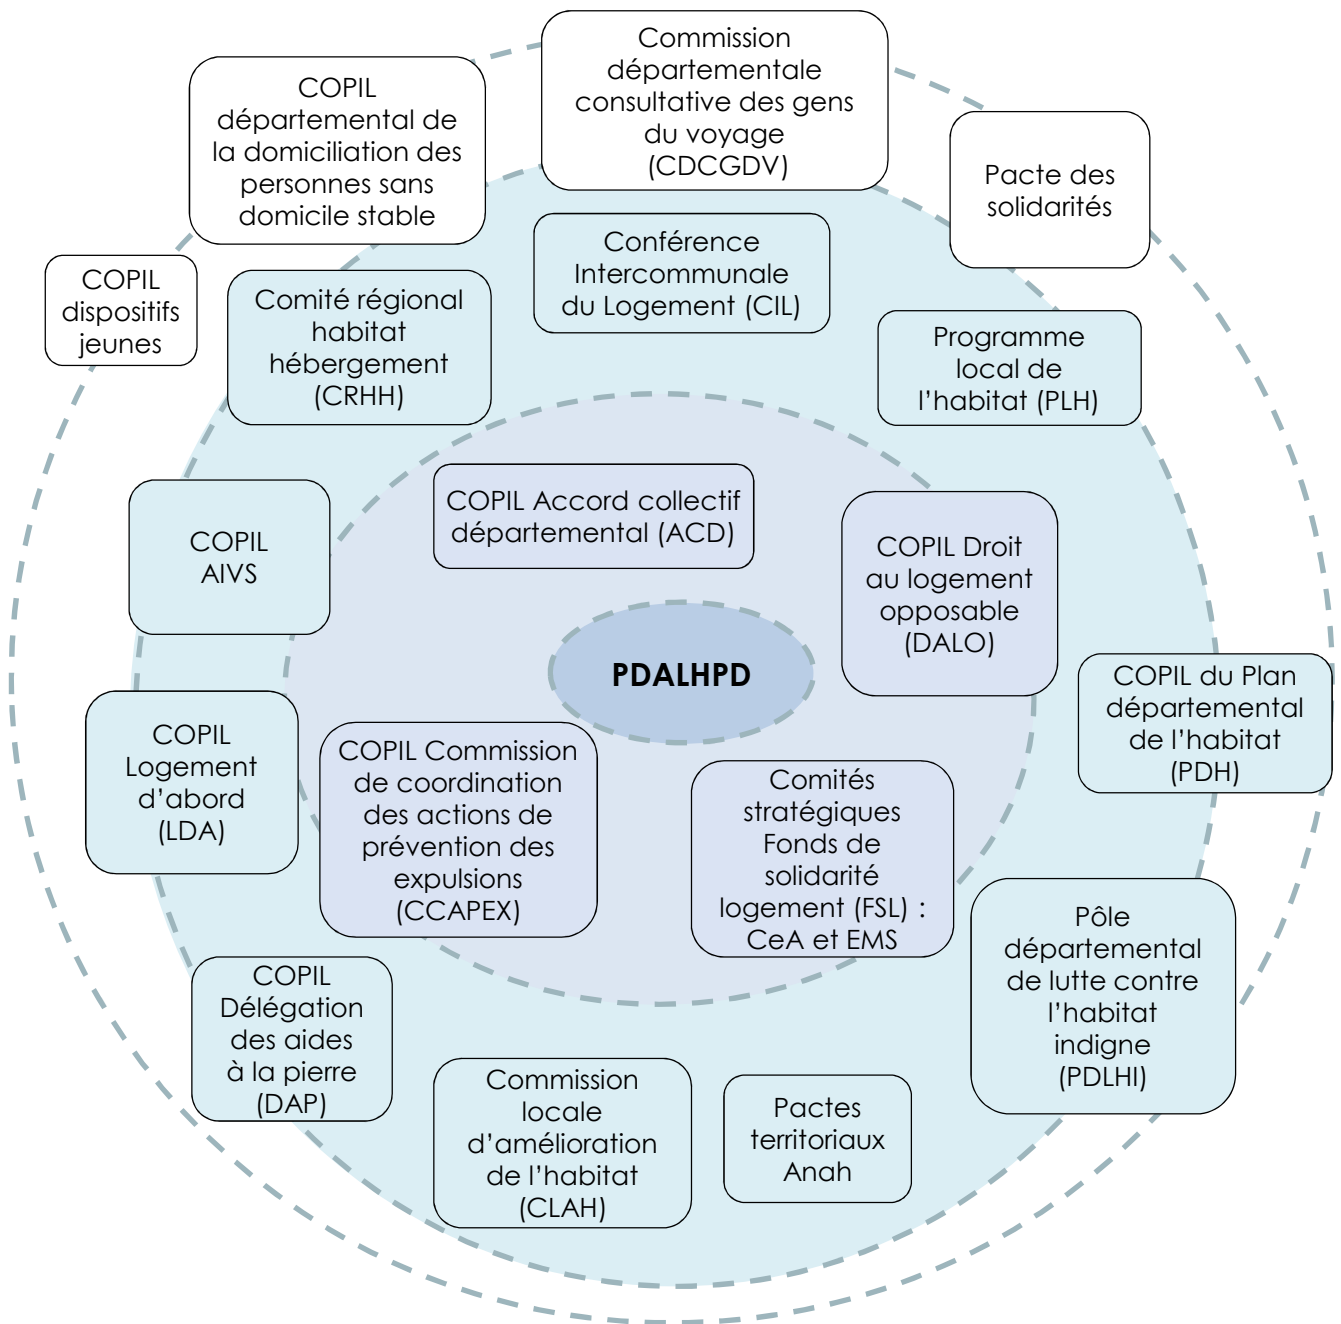 Commission
départementale
consultative des gens
du voyage
(CDCGDV)
COPIL
départemental de
la domiciliation des
personnes sans
domicile stable
Pacte des
solidarités
COPIL
dispositifs
jeunes
Conférence
Intercommunale
du Logement (CIL)
Comité régional
habitat
hébergement
(CRHH)
Programme
local de
l’habitat (PLH)
COPIL Accord collectif
départemental (ACD)
COPIL
AIVS
COPIL Droit
au logement
opposable
(DALO)
PDALHPD
COPIL du Plan
départemental
de l’habitat
(PDH)
COPIL
Logement
d’abord
(LDA)
COPIL Commission
de coordination
des actions de
prévention des
expulsions
(CCAPEX)
Comités
stratégiques
Fonds de
solidarité
logement (FSL) :
CeA et EMS
Pôle
départemental
de lutte contre
l’habitat
indigne
(PDLHI)
COPIL
Délégation
des aides
à la pierre
(DAP)
Commission
locale
d’amélioration
de l’habitat
(CLAH)
Pactes
territoriaux
Anah